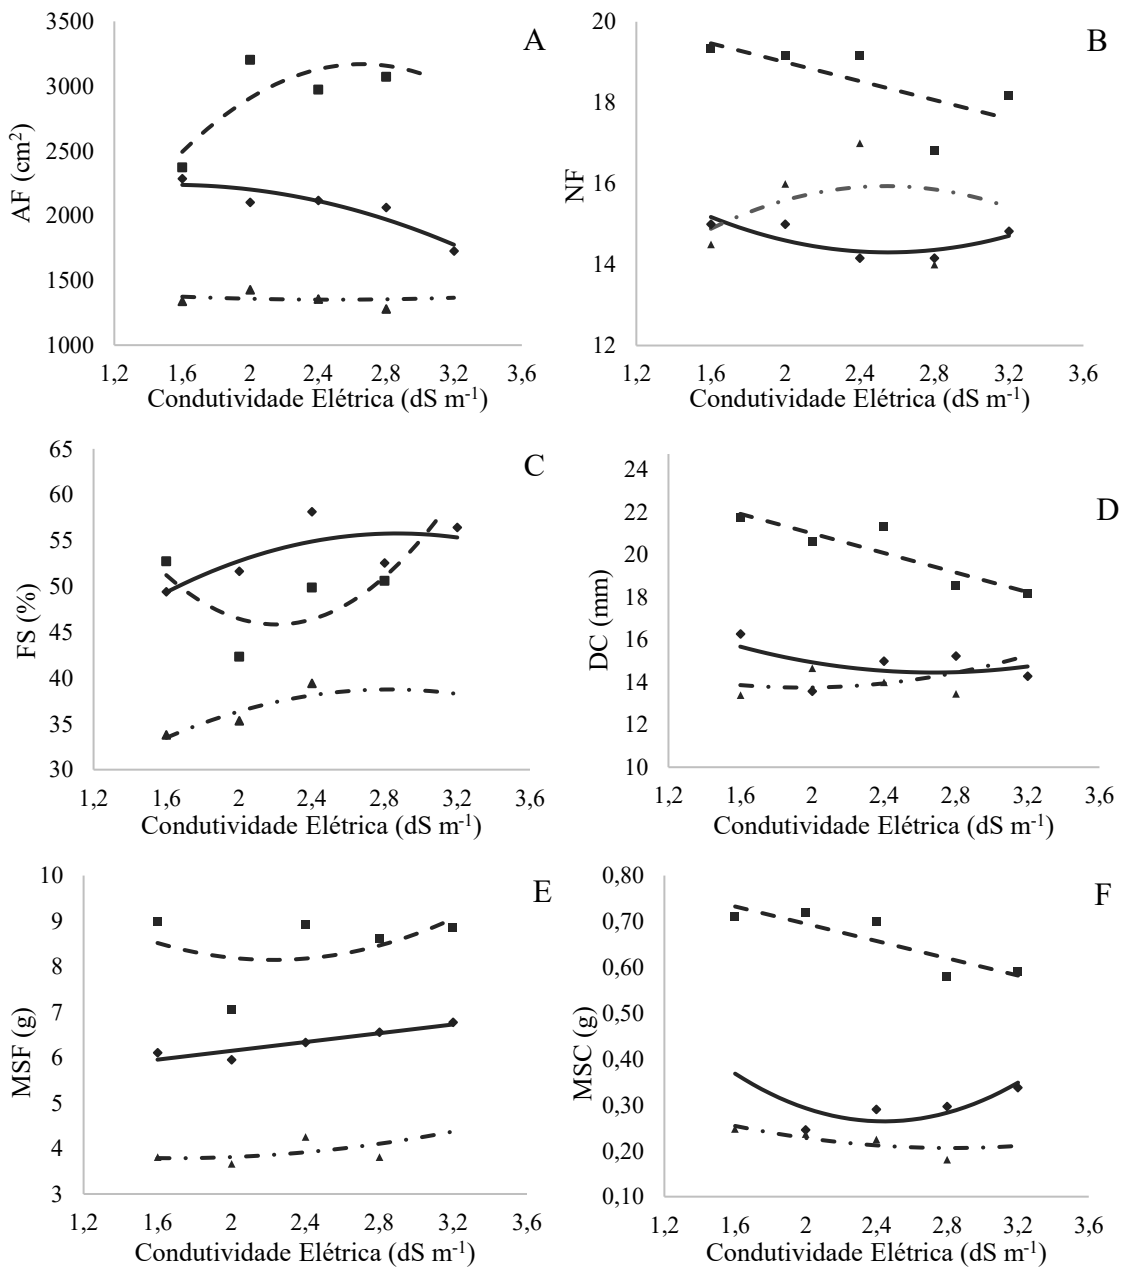 A
3500
3000
2500
2000
1500
1000
AF (cm²)
1,2 1,6 2 2,4 2,8 3,2 3,6
Condutividade Elétrica (dS m⁻¹)
B
20
18
16
14
12
NF
1,2 1,6 2 2,4 2,8 3,2 3,6
Condutividade Elétrica (dS m⁻¹)
C
65
60
55
50
45
40
35
30
FS (%)
1,2 1,6 2 2,4 2,8 3,2 3,6
Condutividade Elétrica (dS m⁻¹)
D
24
22
20
18
16
14
12
10
DC (mm)
1,2 1,6 2 2,4 2,8 3,2 3,6
Condutividade Elétrica (dS m⁻¹)
E
10
9
8
7
6
5
4
3
MSF (g)
1,2 1,6 2 2,4 2,8 3,2 3,6
Condutividade Elétrica (dS m⁻¹)
F
0,80
0,70
0,60
0,50
0,40
0,30
0,20
0,10
MSC (g)
1,2 1,6 2 2,4 2,8 3,2 3,6
Condutividade Elétrica (dS m⁻¹)